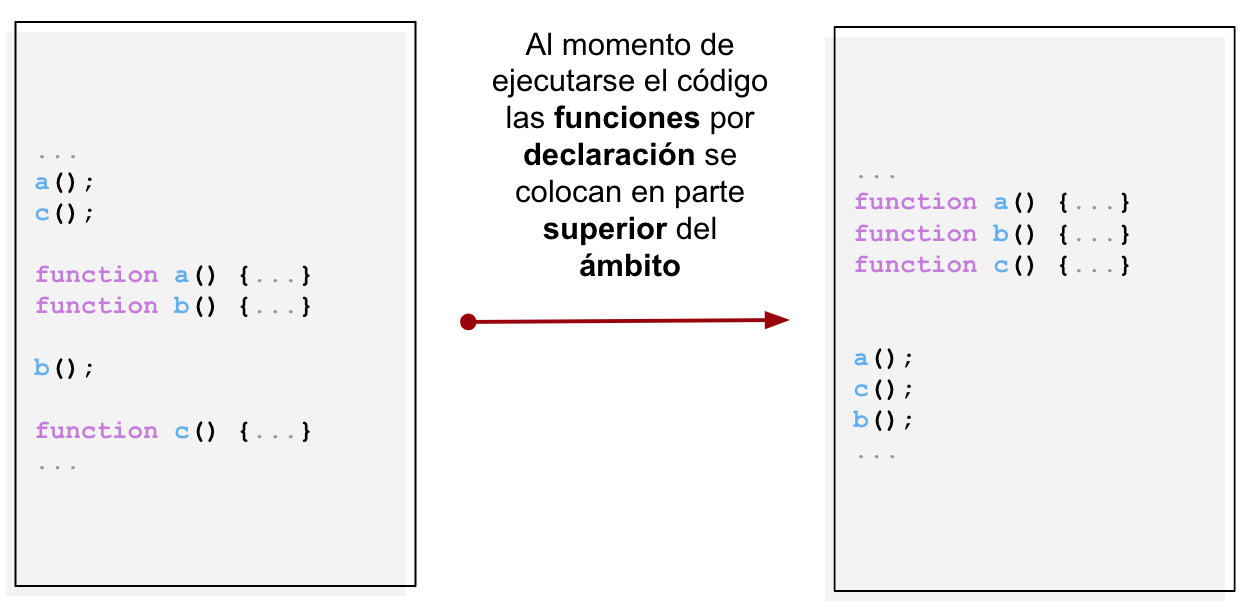 ...
a();
c();
function a() {...}
function b() {...}
b();
function c() {...}
...
Al momento de
ejecutarse el código
las funciones por
declaración se
colocan en parte
superior del
ámbito
...
function a() {...}
function b() {...}
function c() {...}
a();
c();
b();
...